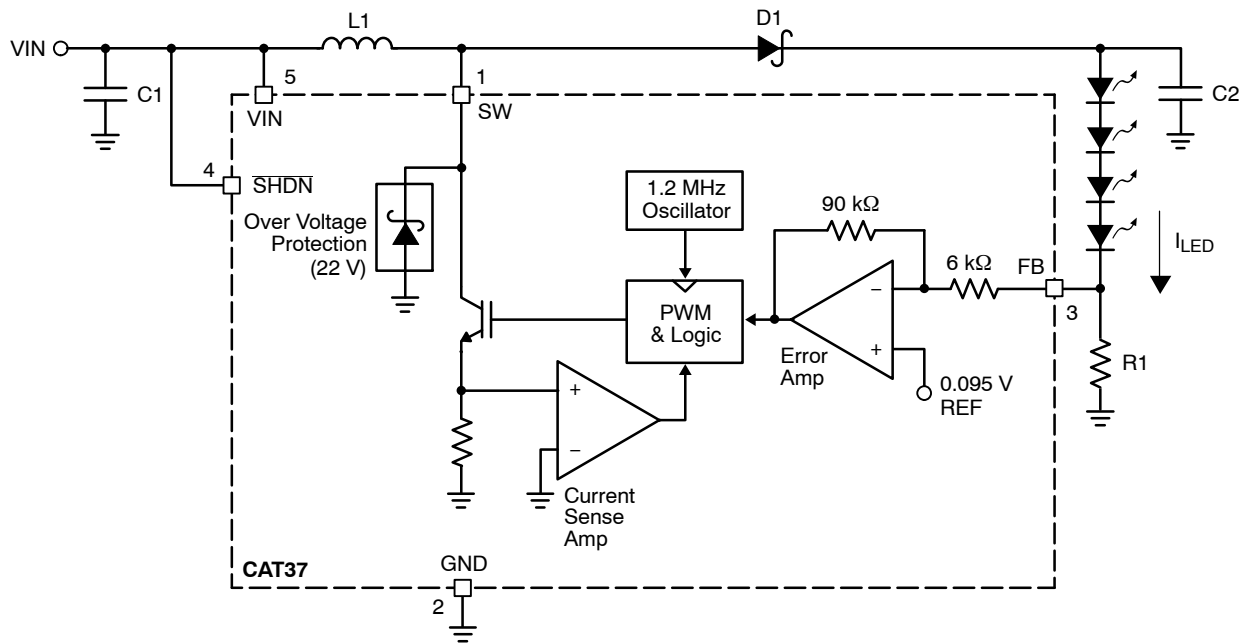 L1
D1
VIN
C1
5
1
VIN
SW
C2
4
SHDN
Over Voltage
Protection
(22 V)
1.2 MHz
Oscillator
90 kΩ
6 kΩ
FB
3
ILED
PWM
& Logic
–
+
Error
Amp
0.095 V
REF
R1
+
–
Current
Sense
Amp
CAT37
GND
2